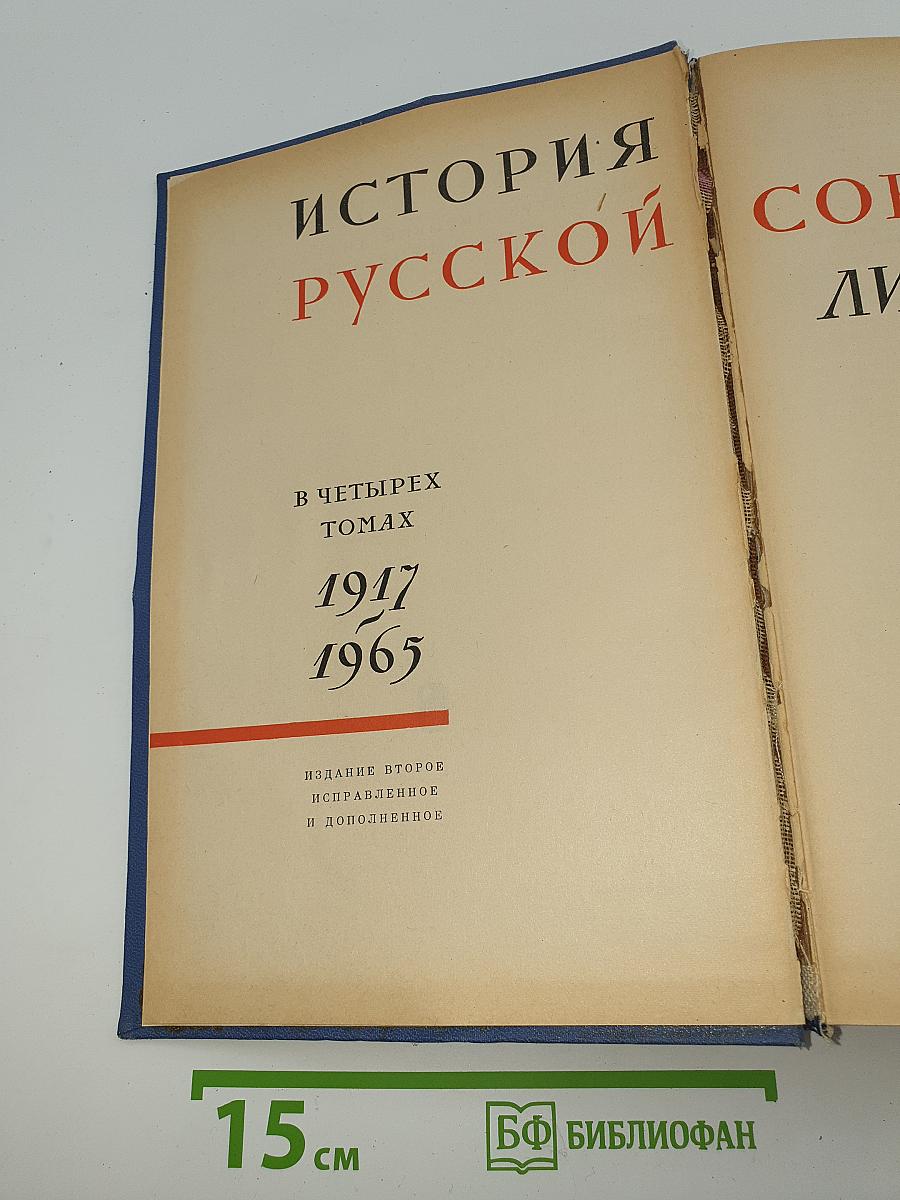 ИСТОРИЯ
РУССКОЙ
В ЧЕТЫРЕХ
ТОМАХ
1917
–
1965
ИЗДАНИЕ ВТОРОЕ
ИСПРАВЛЕННОЕ
И ДОПОЛНЕННОЕ
15 см
БФ БИБЛИОФАН